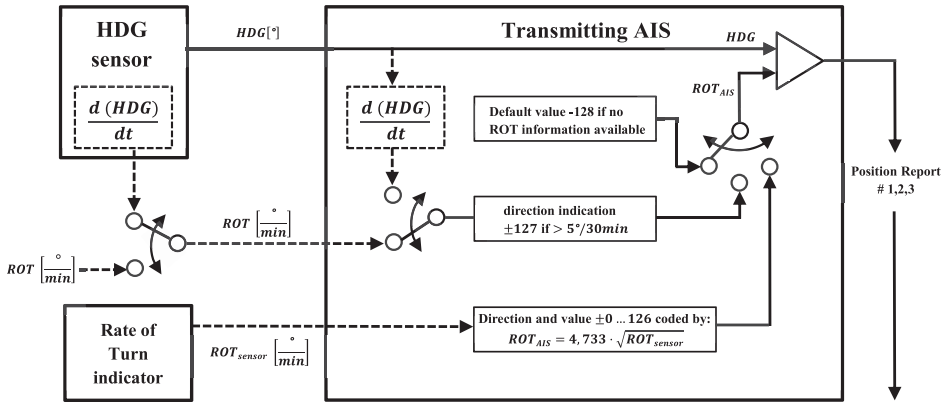 HDG
sensor
d (HDG)
dt
HDG[°]
Transmitting AIS
HDG
ROT_AIS
d (HDG)
dt
Default value -128 if no
ROT information available
Position Report
# 1,2,3
ROT [°/min]
direction indication
±127 if > 5°/30min
ROT [°/min]
Rate of
Turn
indicator
ROT_sensor [°/min]
Direction and value ±0 ... 126 coded by:
ROT_AIS = 4,733 · √ROT_sensor